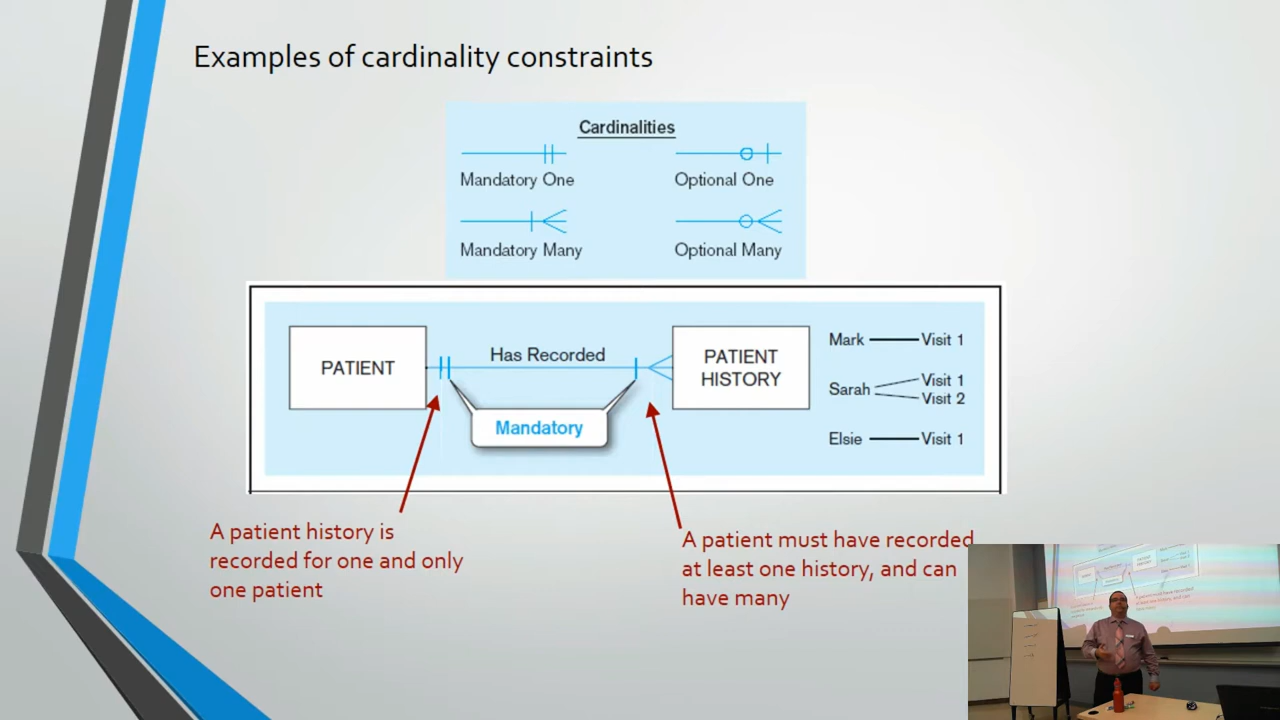 Examples of cardinality constraints
Cardinalities
Mandatory One
Optional One
Mandatory Many
Optional Many
PATIENT
Has Recorded
PATIENT
HISTORY
Mandatory
Mark
Visit 1
Sarah
Visit 1
Visit 2
Elsie
Visit 1
A patient history is
recorded for one and only
one patient
A patient must have recorded
at least one history, and can
have many